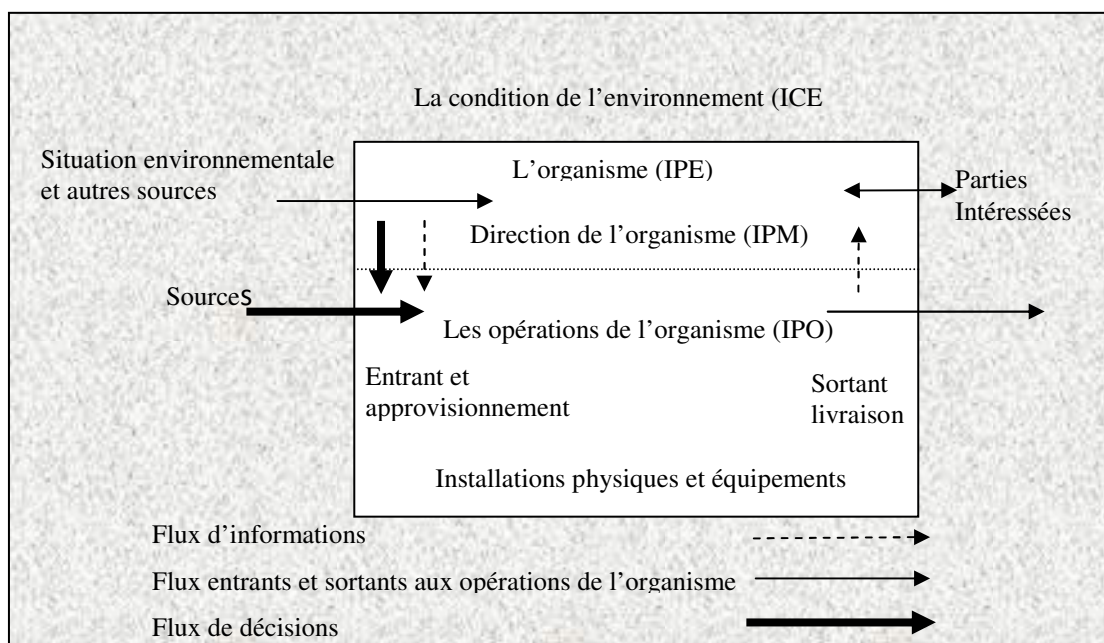 La condition de l’environnement (ICE
Situation environnementale
et autres sources
L’organisme (IPE)
Parties
Intéressées
Direction de l’organisme (IPM)
Sources
Les opérations de l’organisme (IPO)
Entrant et
approvisionnement
Sortant
livraison
Installations physiques et équipements
Flux d’informations
Flux entrants et sortants aux opérations de l’organisme
Flux de décisions